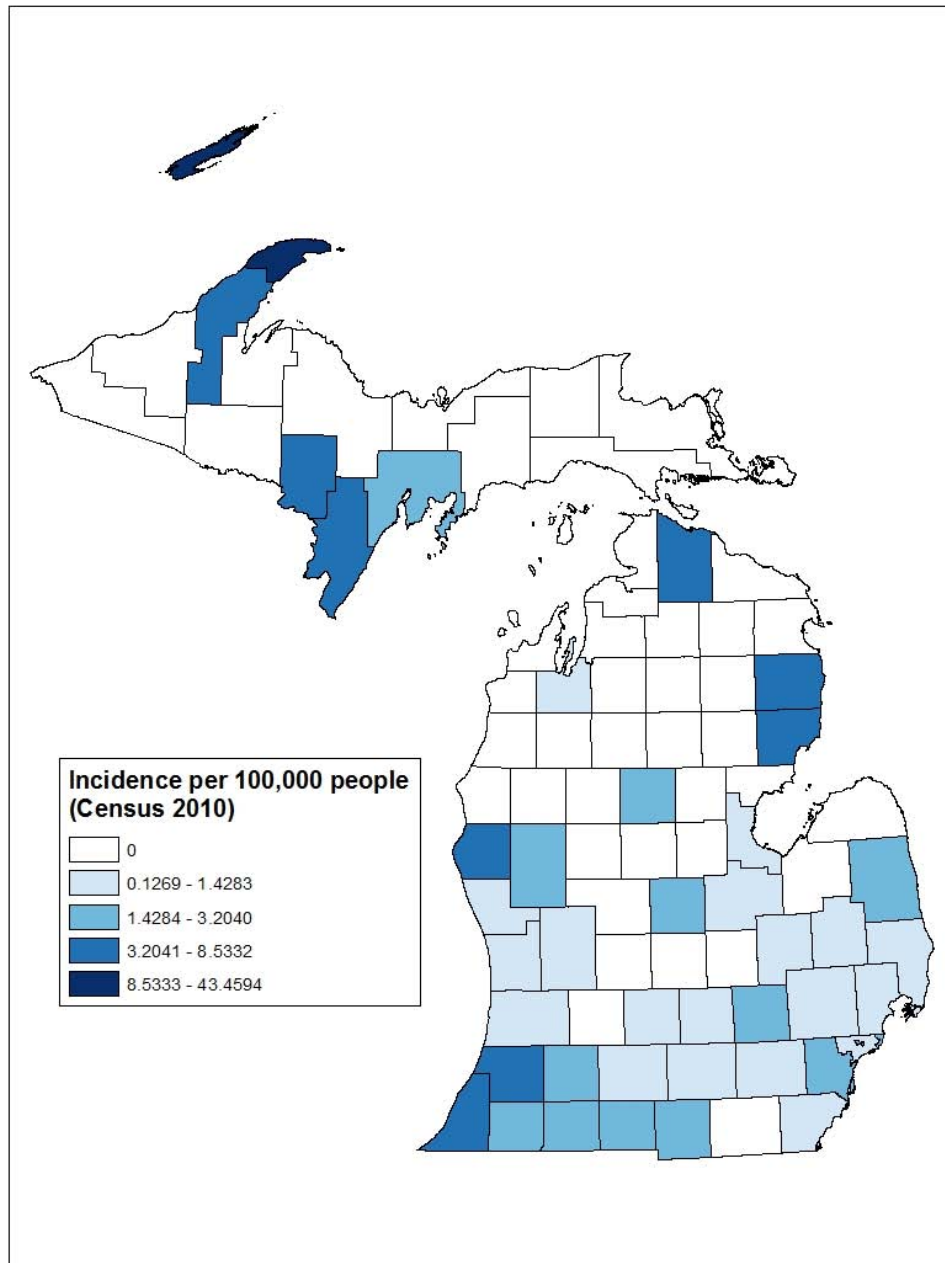 Incidence per 100,000 people
(Census 2010)
0
0.1269 - 1.4283
1.4284 - 3.2040
3.2041 - 8.5332
8.5333 - 43.4594